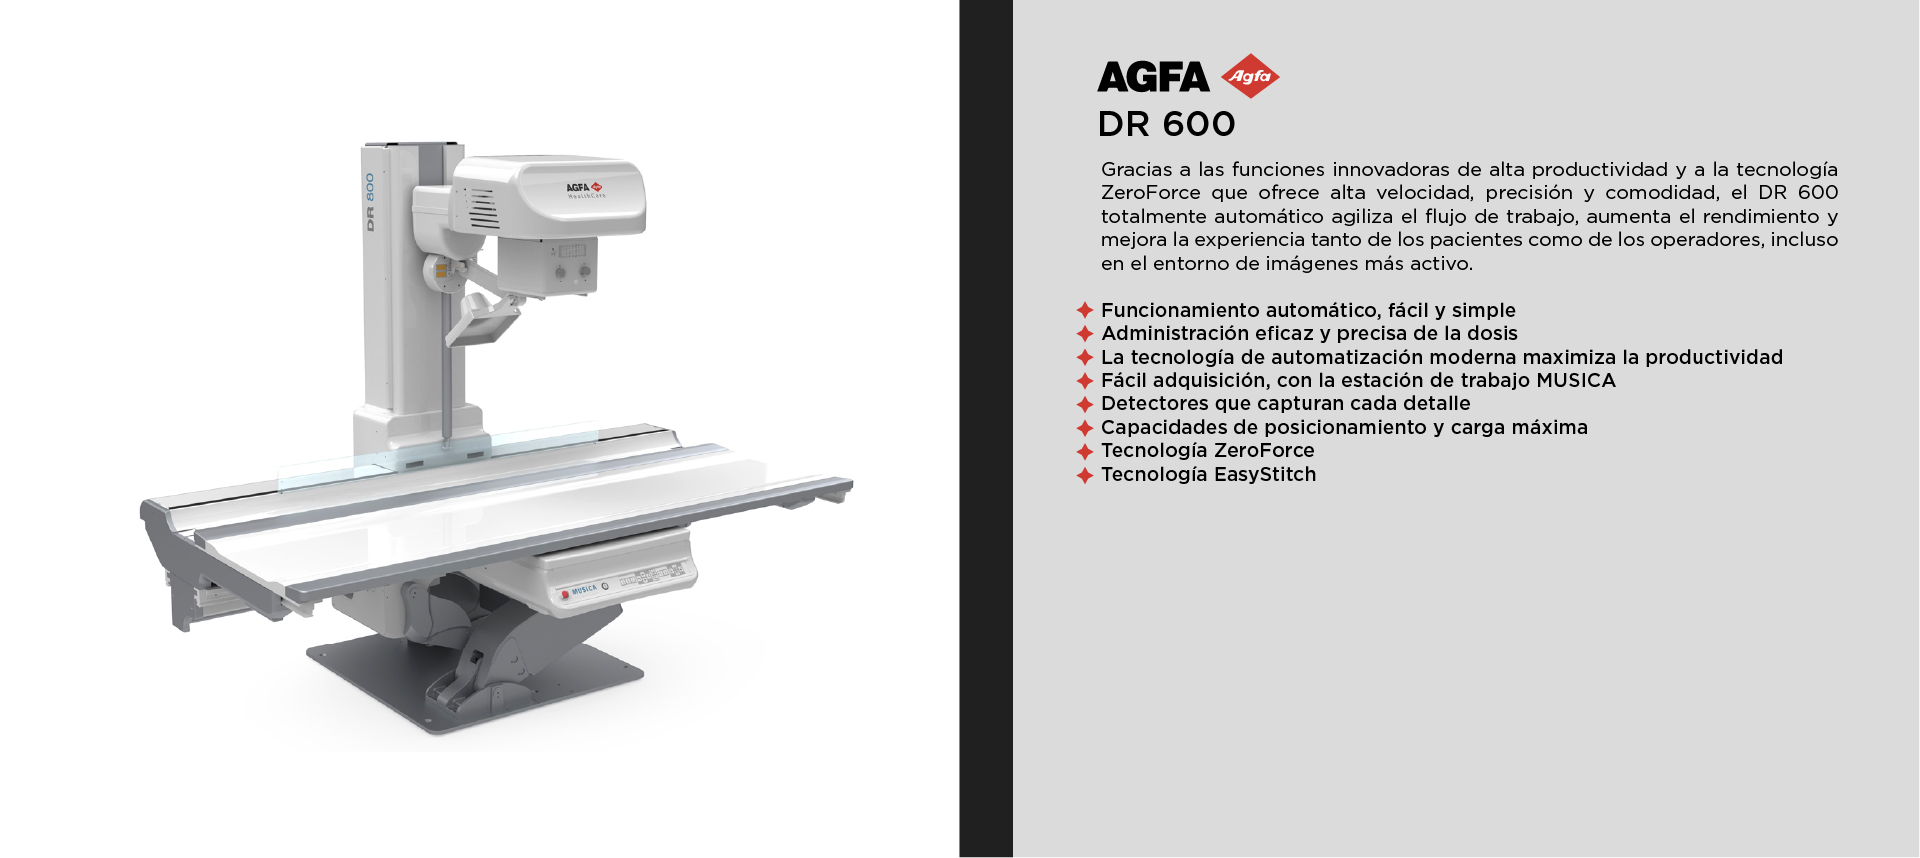 DR 800
AGFA
HealthCare
MUSICA
AGFA Agfa
DR 600
Gracias a las funciones innovadoras de alta productividad y a la tecnología
ZeroForce que ofrece alta velocidad, precisión y comodidad, el DR 600
totalmente automático agiliza el flujo de trabajo, aumenta el rendimiento y
mejora la experiencia tanto de los pacientes como de los operadores, incluso
en el entorno de imágenes más activo.
Funcionamiento automático, fácil y simple
Administración eficaz y precisa de la dosis
La tecnología de automatización moderna maximiza la productividad
Fácil adquisición, con la estación de trabajo MUSICA
Detectores que capturan cada detalle
Capacidades de posicionamiento y carga máxima
Tecnología ZeroForce
Tecnología EasyStitch